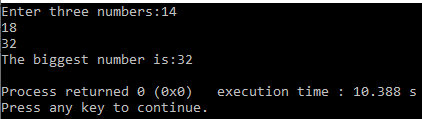 Enter three numbers:14
18
32
The biggest number is:32
Process returned 0 (0x0)   execution time : 10.388 s
Press any key to continue.